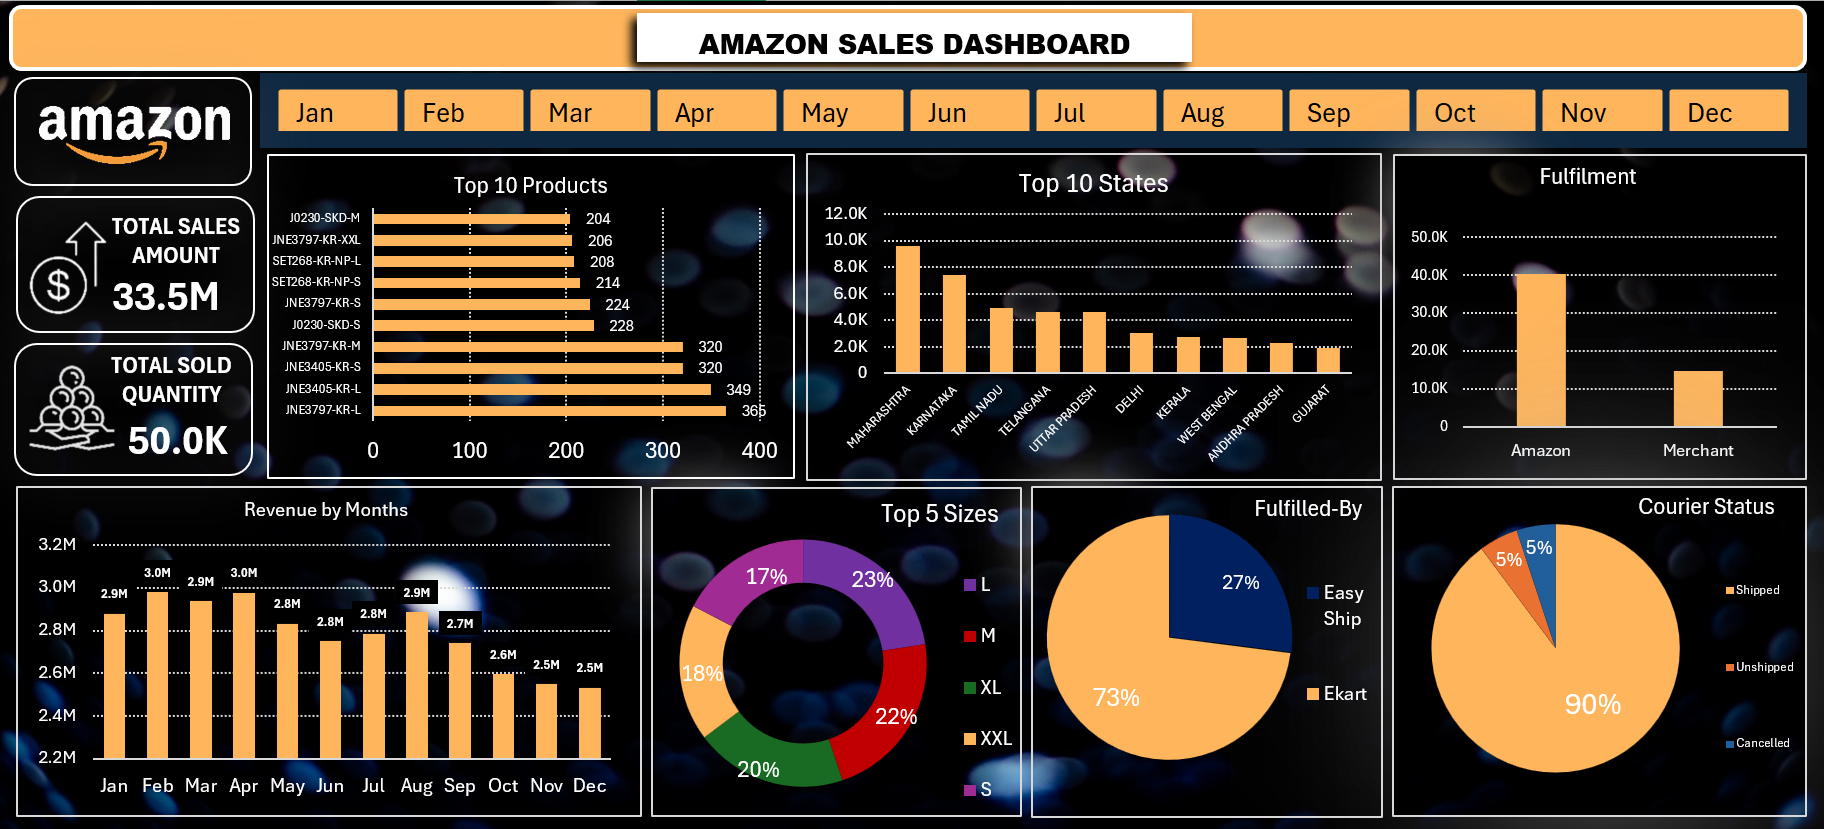 AMAZON SALES DASHBOARD
amazon
Jan
Feb
Mar
Apr
May
Jun
Jul
Aug
Sep
Oct
Nov
Dec
TOTAL SALES
AMOUNT
$
33.5M
TOTAL SOLD
QUANTITY
50.0K
Top 10 Products
J0230-SKD-M 204
JNE3797-KR-XXL 206
SET268-KR-NP-L 208
SET268-KR-NP-S 214
JNE3797-KR-S 224
J0230-SKD-S 228
JNE3797-KR-M 320
JNE3405-KR-S 320
JNE3405-KR-L 349
JNE3797-KR-L 365
0 100 200 300 400
Top 10 States
12.0K
10.0K
8.0K
6.0K
4.0K
2.0K
0
MAHARASHTRA
KARNATAKA
TAMIL NADU
TELANGANA
UTTAR PRADESH
DELHI
KERALA
WEST BENGAL
ANDHRA PRADESH
GUJARAT
Fulfilment
50.0K
40.0K
30.0K
20.0K
10.0K
0
Amazon Merchant
Revenue by Months
3.2M
3.0M
2.8M
2.6M
2.4M
2.2M
2.9M
3.0M
2.9M
3.0M
2.8M
2.8M
2.8M
2.9M
2.7M
2.6M
2.5M
2.5M
Jan Feb Mar Apr May Jun Jul Aug Sep Oct Nov Dec
Top 5 Sizes
17%
23%
18%
22%
20%
L
M
XL
XXL
S
Fulfilled-By
27%
73%
Easy
Ship
Ekart
Courier Status
5%
5%
90%
Shipped
Unshipped
Cancelled